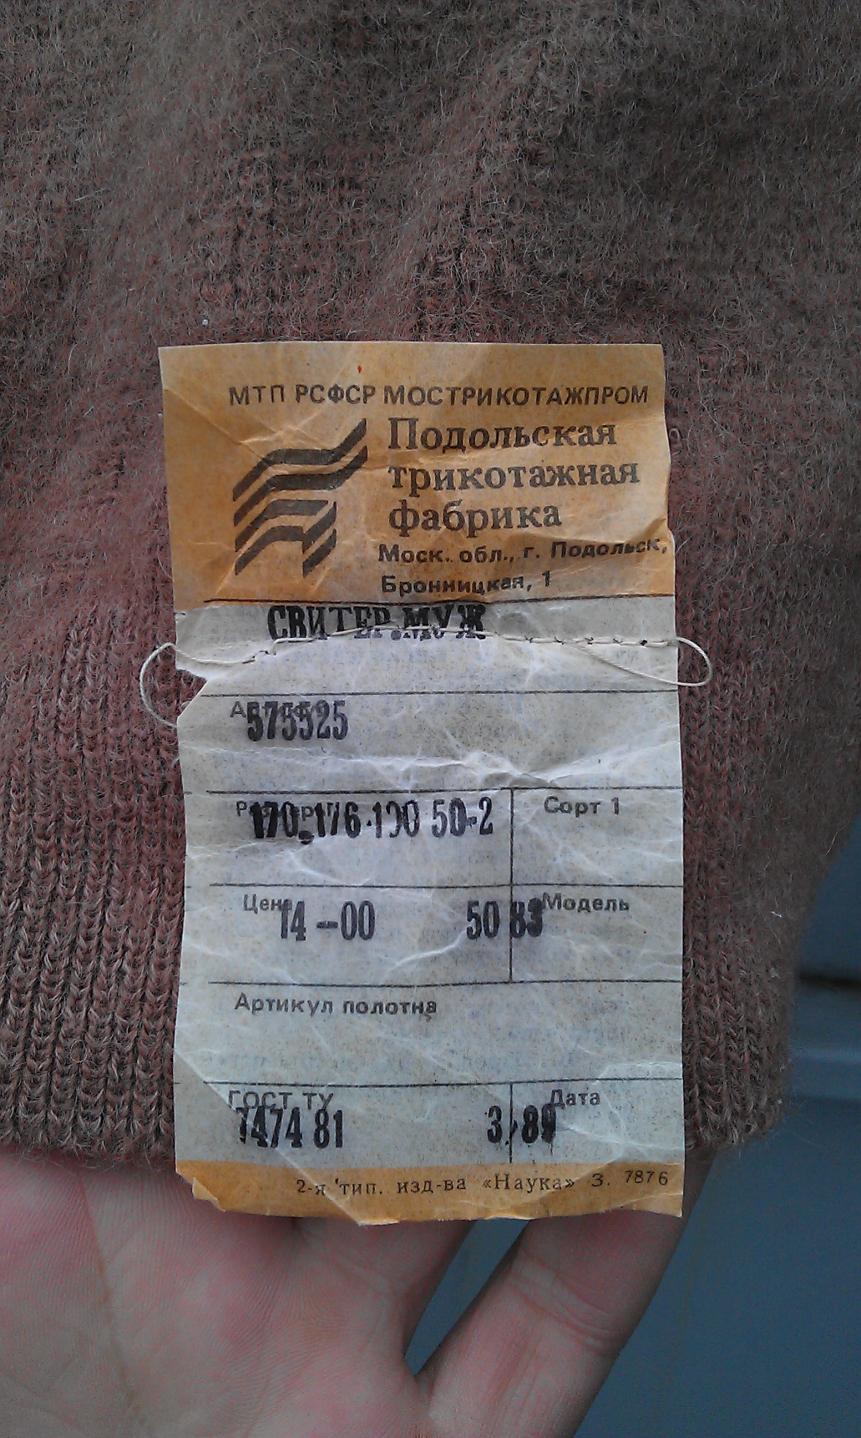 МТП РСФСР МОСТРИКОТАЖПРОМ
Подольская
трикотажная
фабрика
Моск. обл., г. Подольск,
Бронницкая, 1
СВИТЕР МУЖ
575525
170.176.100 50-2
Сорт 1
Цена
14-00
50 83
Модель
Артикул полотна
ГОСТ ТУ
7474 81
Дата
3.89
2-я тип. изд-ва «Наука» З. 7876